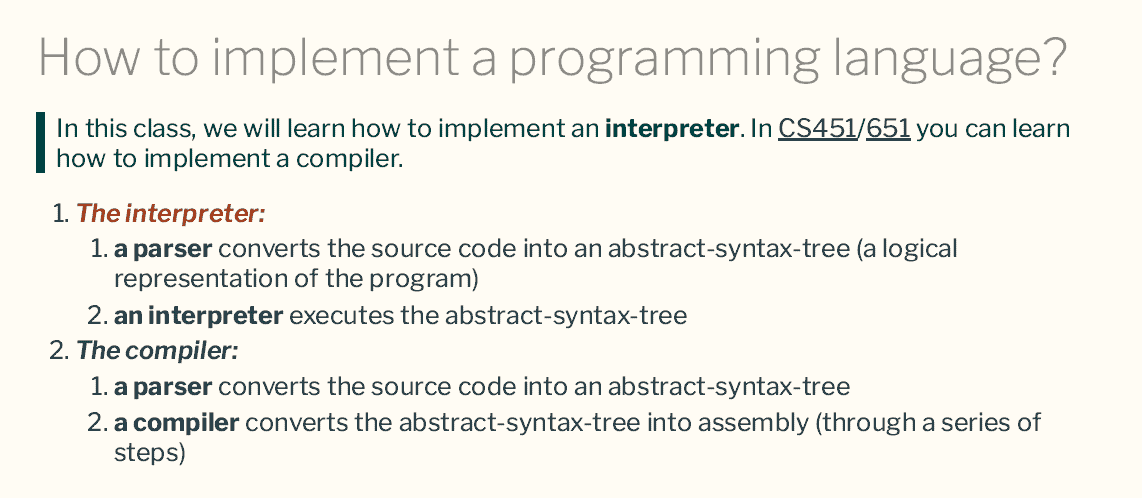 How to implement a programming language?
In this class, we will learn how to implement an interpreter. In CS451/651 you can learn
how to implement a compiler.
1. The interpreter:
1. a parser converts the source code into an abstract-syntax-tree (a logical
representation of the program)
2. an interpreter executes the abstract-syntax-tree
2. The compiler:
1. a parser converts the source code into an abstract-syntax-tree
2. a compiler converts the abstract-syntax-tree into assembly (through a series of
steps)